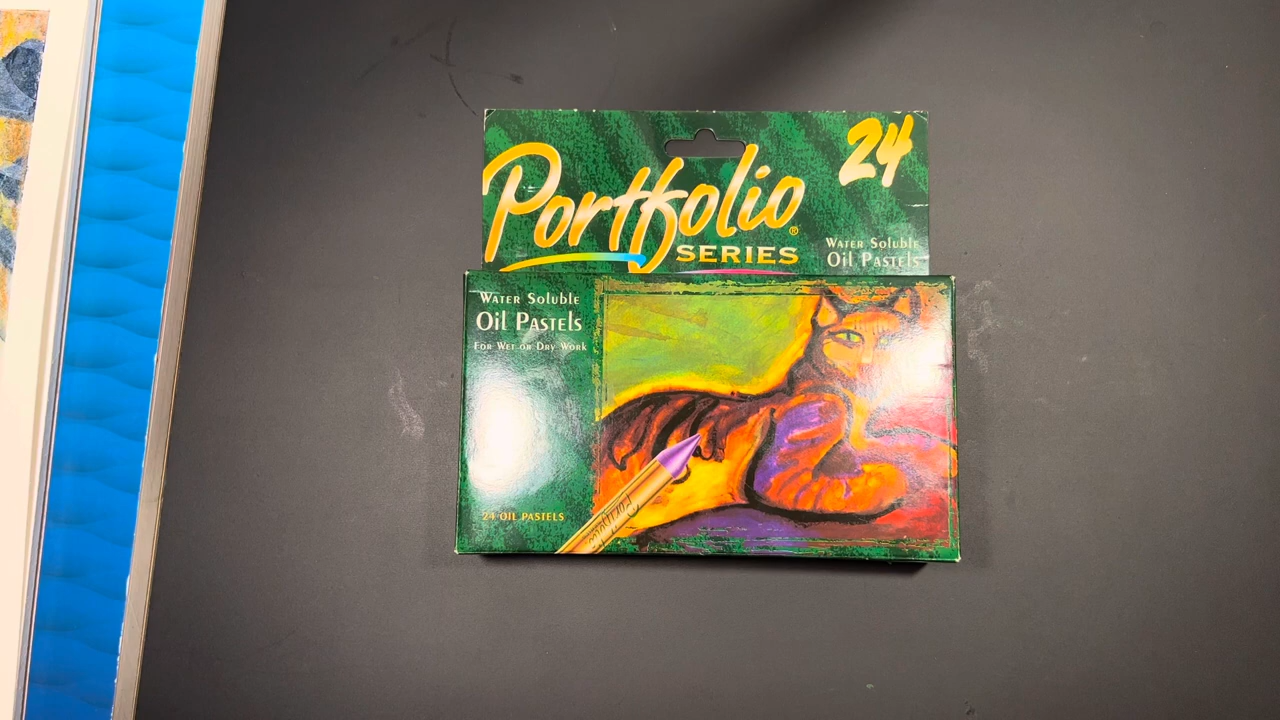 24
Portfolio®
SERIES
Water Soluble
Oil Pastels
Water Soluble
Oil Pastels
For Wet or Dry Work
24 OIL PASTELS
Portfolio